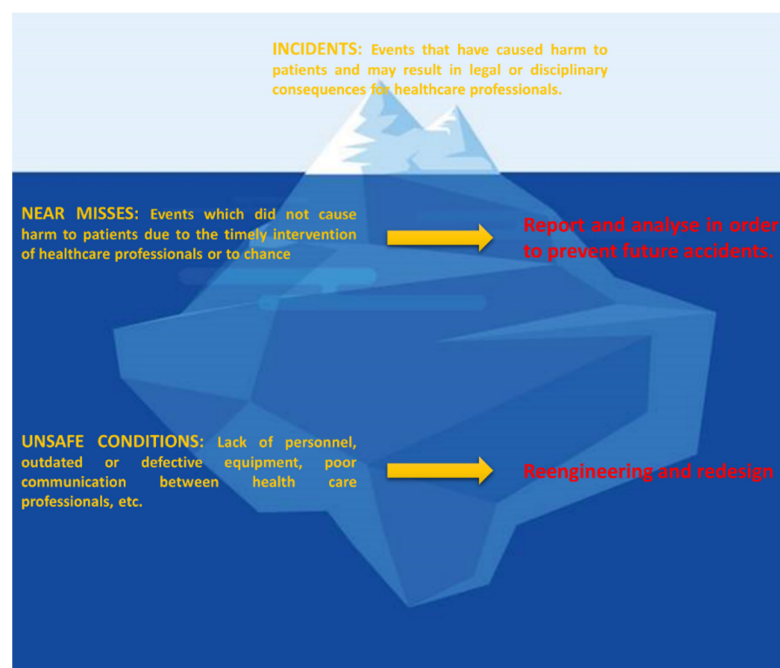 INCIDENTS: Events that have caused harm to
patients and may result in legal or disciplinary
consequences for healthcare professionals.
NEAR MISSES: Events which did not cause
harm to patients due to the timely intervention
of healthcare professionals or to chance
Report and analyse in order
to prevent future accidents.
UNSAFE CONDITIONS: Lack of personnel,
outdated or defective equipment, poor
communication between health care
professionals, etc.
Reengineering and redesign